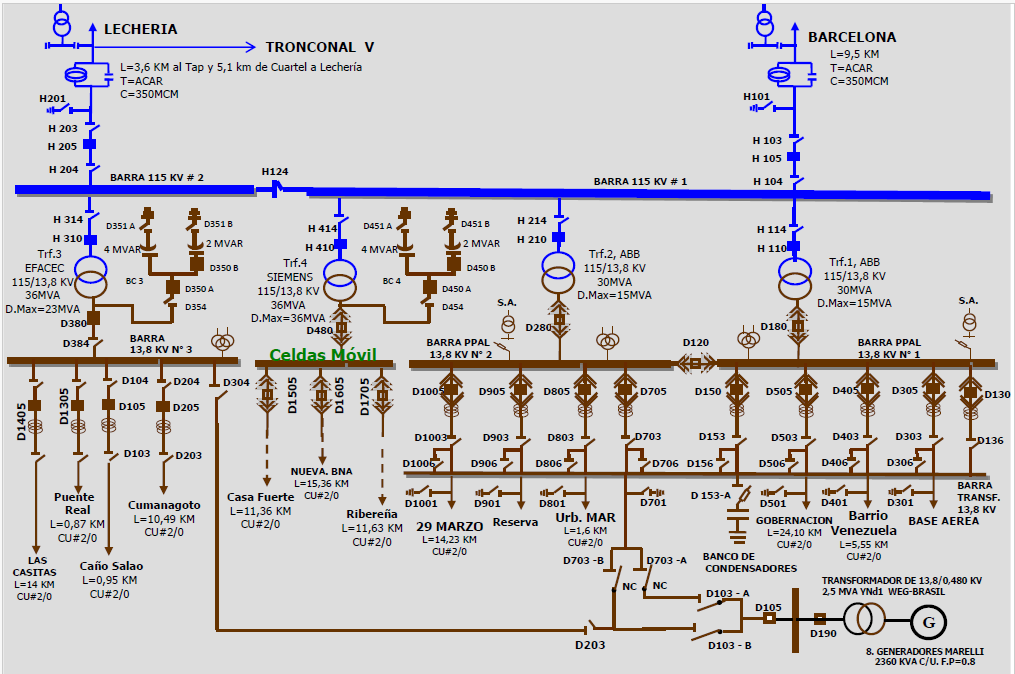 LECHERIA
TRONCONAL V
L=3,6 KM al Tap y 5,1 km de Cuartel a Lechería
T=ACAR
C=350MCM
BARCELONA
L=9,5 KM
T=ACAR
C=350MCM
H201
H 203
H 205
H 204
H101
H 103
H 105
H 104
H124
BARRA 115 KV # 2
BARRA 115 KV # 1
H 314
H 310
Trf.3
EFACEC
115/13,8 KV
36MVA
D.Max=23MVA
D380
D384
D351 A
D351 B
4 MVAR
2 MVAR
D350 B
BC 3
D350 A
D354
H 414
H 410
Trf.4
SIEMENS
115/13,8 KV
36MVA
D.Max=36MVA
D480
D451 A
D451 B
4 MVAR
2 MVAR
D450 B
BC 4
D450 A
D454
H 214
H 210
Trf.2, ABB
115/13,8 KV
30MVA
D.Max=15MVA
S.A.
D280
H 114
H 110
Trf.1, ABB
115/13,8 KV
30MVA
D.Max=15MVA
S.A.
D180
BARRA
13,8 KV N° 3
Celdas Móvil
BARRA PPAL
13,8 KV N° 2
D120
BARRA PPAL
13,8 KV N° 1
D1405
D1305
D104
D105
D103
D204
D205
D203
D304
D1505
D1605
D1705
D1005
D905
D805
D705
D150
D505
D405
D305
D130
D1003
D903
D803
D703
D153
D503
D403
D303
D136
D1006
D906
D806
D706
D156
D506
D406
D306
D1001
D901
D801
D701
D 153-A
D501
D401
D301
BARRA
TRANSF.
13,8 KV
LAS
CASITAS
L=14 KM
CU#2/0
Puente
Real
L=0,87 KM
CU#2/0
Caño Salao
L=0,95 KM
CU#2/0
Cumanagoto
L=10,49 KM
CU#2/0
Casa Fuerte
L=11,36 KM
CU#2/0
NUEVA. BNA
L=15,36 KM
CU#2/0
Ribereña
L=11,63 KM
CU#2/0
29 MARZO
L=14,23 KM
CU#2/0
Reserva
Urb. MAR
L=1,6 KM
CU#2/0
BANCO DE
CONDENSADORES
GOBERNACION
L=24,10 KM
CU#2/0
Barrio
Venezuela
L=5,55 KM
CU#2/0
BASE AEREA
D703 -B
D703 -A
NC
NC
D103 - A
D103 - B
D105
D203
D190
TRANSFORMADOR DE 13,8/0,480 KV
2,5 MVA YNd1 WEG-BRASIL
G
8. GENERADORES MARELLI
2360 KVA C/U. F.P=0.8